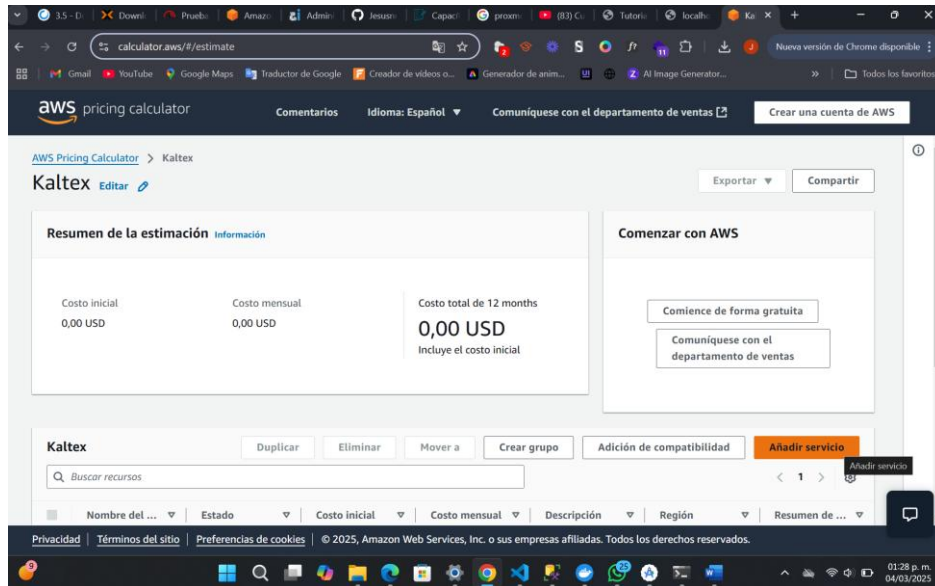 3.5 - Di
Downl
Prueba
Amazo
Admini
Jesusr
Capaci
proxm
(83) Cu
Tutoria
localho
Ka
calculator.aws/#/estimate
Nueva versión de Chrome disponible
Gmail
YouTube
Google Maps
Traductor de Google
Creador de vídeos o...
Generador de anim...
AI Image Generator...
Todos los favoritos
aws pricing calculator
Comentarios
Idioma: Español
Comuníquese con el departamento de ventas
Crear una cuenta de AWS
AWS Pricing Calculator > Kaltex
Kaltex Editar
Exportar
Compartir
Resumen de la estimación Información
Comenzar con AWS
Costo inicial
0,00 USD
Costo mensual
0,00 USD
Costo total de 12 months
0,00 USD
Incluye el costo inicial
Comience de forma gratuita
Comuníquese con el
departamento de ventas
Kaltex
Duplicar
Eliminar
Mover a
Crear grupo
Adición de compatibilidad
Añadir servicio
Buscar recursos
1
Añadir servicio
Nombre del ...
Estado
Costo inicial
Costo mensual
Descripción
Región
Resumen de ...
Privacidad | Términos del sitio | Preferencias de cookies | © 2025, Amazon Web Services, Inc. o sus empresas afiliadas. Todos los derechos reservados.
01:28 p. m.
04/03/2025